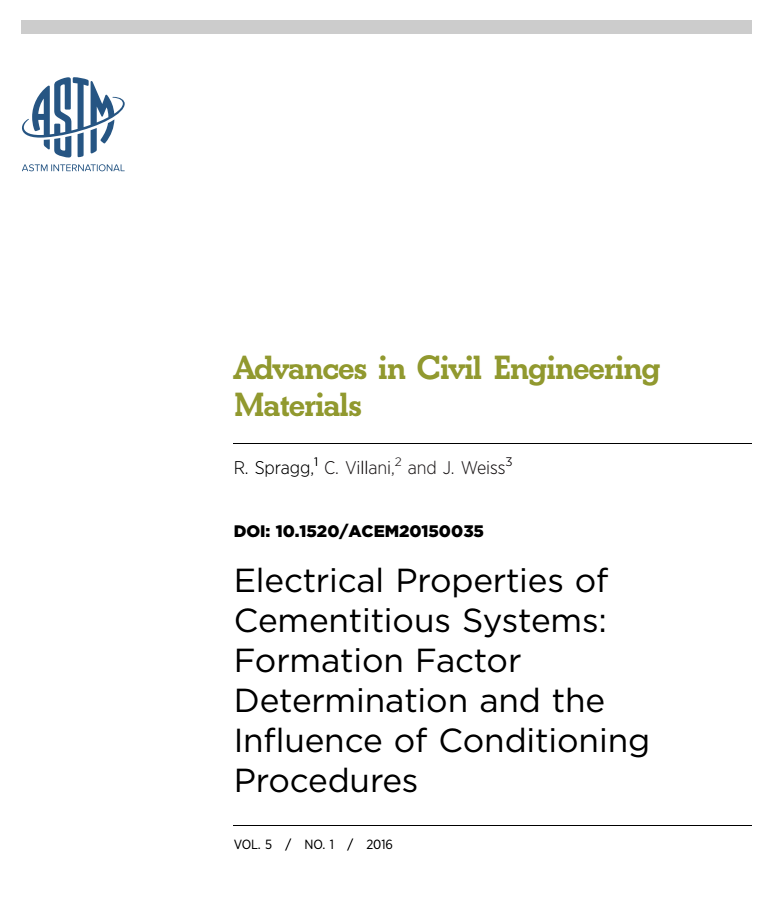 ASTM
ASTM INTERNATIONAL
Advances in Civil Engineering
Materials
R. Spragg,¹ C. Villani,² and J. Weiss³
DOI: 10.1520/ACEM20150035
Electrical Properties of
Cementitious Systems:
Formation Factor
Determination and the
Influence of Conditioning
Procedures
VOL. 5 / NO. 1 / 2016